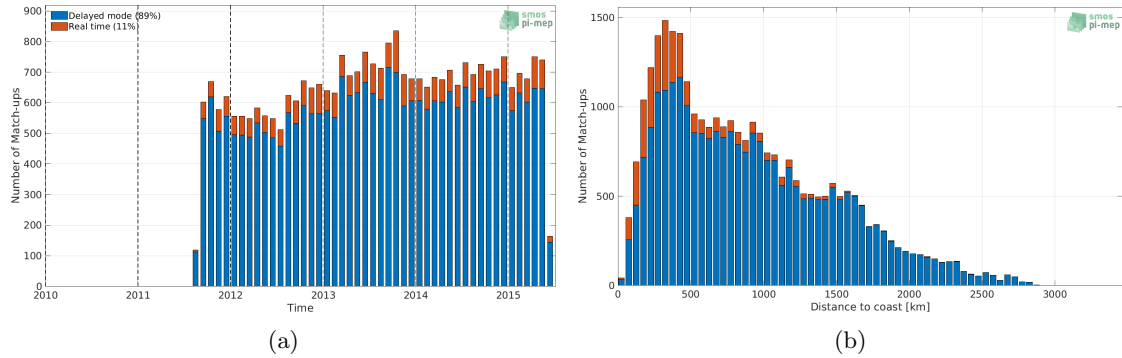 900
800
700
600
500
400
300
200
100
0
Number of Match-ups
Delayed mode (89%)
Real time (11%)
smos
pi-mep
2010
2011
2012
2013
2014
2015
Time
(a)
1500
1000
500
0
Number of Match-ups
smos
pi-mep
0
500
1000
1500
2000
2500
3000
Distance to coast [km]
(b)